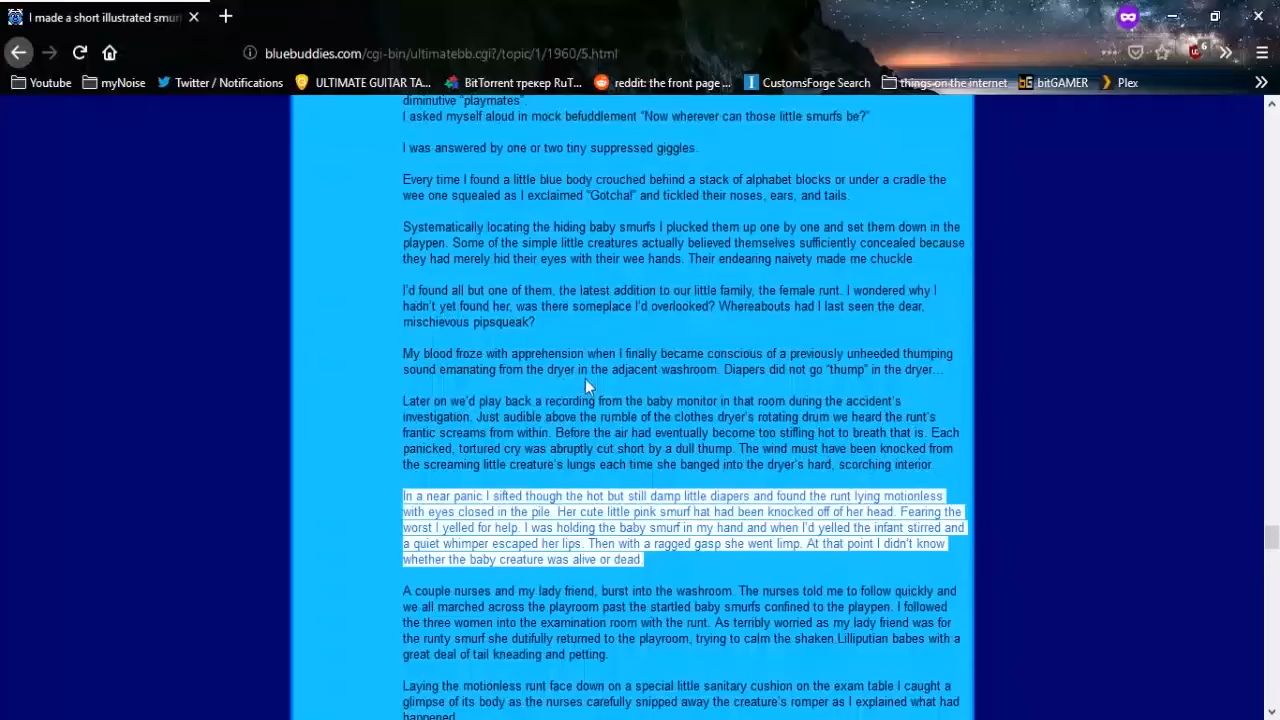 I made a short illustrated smurf
bluebuddies.com/cgi-bin/ultimatebb.cgi?/topic/1/1960/5.html
6
Youtube
myNoise
Twitter / Notifications
ULTIMATE GUITAR TA...
BitTorrent трекер RuT...
reddit: the front page ...
CustomsForge Search
things on the internet
bitGAMER
Plex
diminutive "playmates".
I asked myself aloud in mock befuddlement "Now wherever can those little smurfs be?"
I was answered by one or two tiny suppressed giggles.
Every time I found a little blue body crouched behind a stack of alphabet blocks or under a cradle the
wee one squealed as I exclaimed "Gotcha!" and tickled their noses, ears, and tails.
Systematically locating the hiding baby smurfs I plucked them up one by one and set them down in the
playpen. Some of the simple little creatures actually believed themselves sufficiently concealed because
they had merely hid their eyes with their wee hands. Their endearing naivety made me chuckle
I'd found all but one of them, the latest addition to our little family, the female runt. I wondered why I
hadn't yet found her, was there someplace I'd overlooked? Whereabouts had I last seen the dear,
mischievous pipsqueak?
My blood froze with apprehension when I finally became conscious of a previously unheeded thumping
sound emanating from the dryer in the adjacent washroom. Diapers did not go "thump" in the dryer...
Later on we'd play back a recording from the baby monitor in that room during the accident's
investigation. Just audible above the rumble of the clothes dryer's rotating drum we heard the runt's
frantic screams from within. Before the air had eventually become too stifling hot to breath that is. Each
panicked, tortured cry was abruptly cut short by a dull thump. The wind must have been knocked from
the screaming little creature's lungs each time she banged into the dryer's hard, scorching interior
In a near panic I sifted though the hot but still damp little diapers and found the runt lying motionless
with eyes closed in the pile. Her cute little pink smurf hat had been knocked off of her head. Fearing the
worst I yelled for help. I was holding the baby smurf in my hand and when I'd yelled the infant stirred and
a quiet whimper escaped her lips. Then with a ragged gasp she went limp. At that point I didn't know
whether the baby creature was alive or dead.
A couple nurses and my lady friend, burst into the washroom. The nurses told me to follow quickly and
we all marched across the playroom past the startled baby smurfs confined to the playpen. I followed
the three women into the examination room with the runt. As terribly worried as my lady friend was for
the runty smurf she dutifully returned to the playroom, trying to calm the shaken Lilliputian babes with a
great deal of tail kneading and petting.
Laying the motionless runt face down on a special little sanitary cushion on the exam table I caught a
glimpse of its body as the nurses carefully snipped away the creature's romper as I explained what had
happened